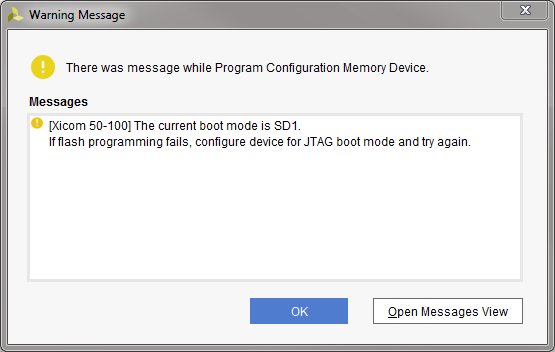 Warning Message
There was message while Program Configuration Memory Device.
Messages
[Xicom 50-100] The current boot mode is SD1.
If flash programming fails, configure device for JTAG boot mode and try again.
OK
Open Messages View